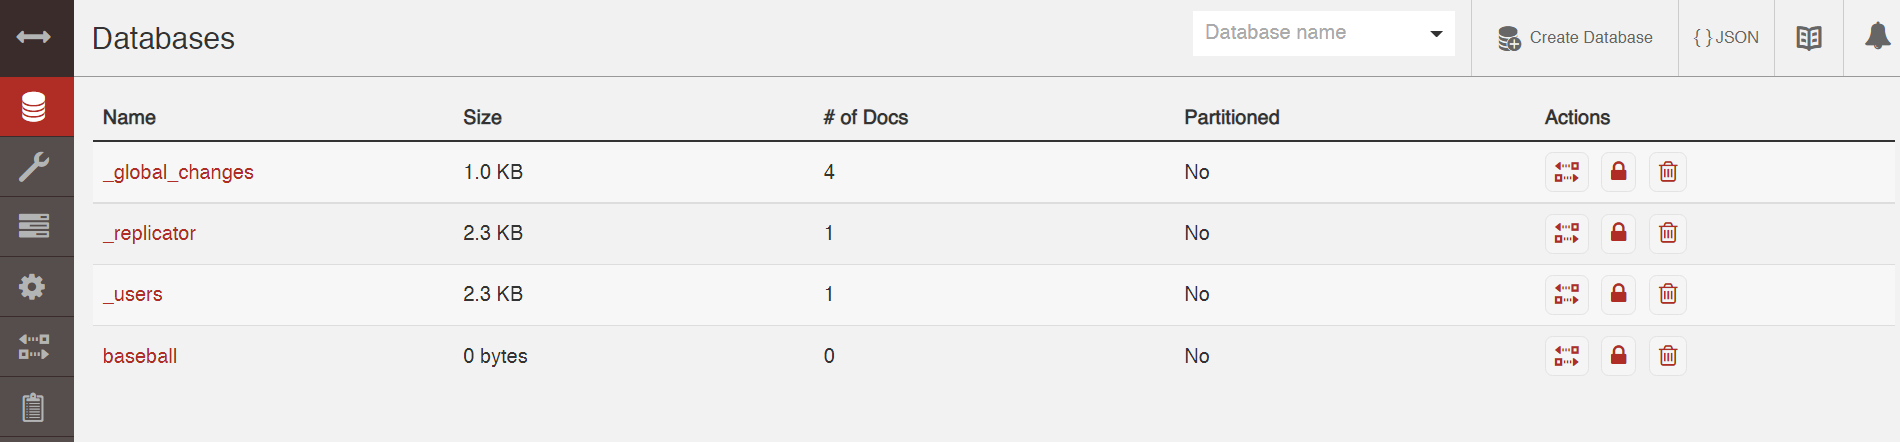 Databases
Database name
Create Database
{ } JSON
Name Size # of Docs Partitioned Actions
_global_changes 1.0 KB 4 No
_replicator 2.3 KB 1 No
_users 2.3 KB 1 No
baseball 0 bytes 0 No